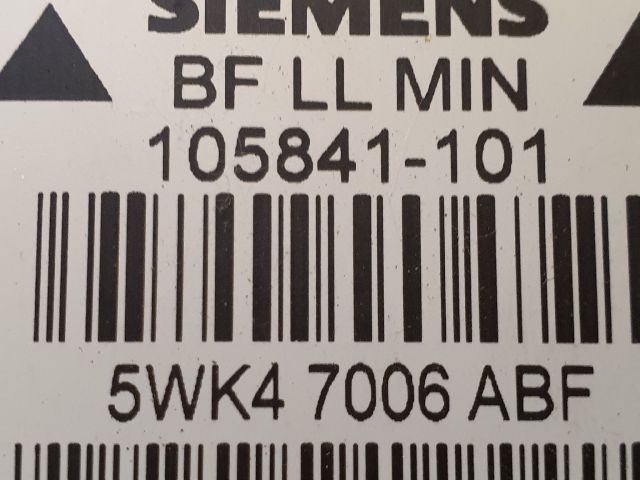 SIEMENS
BF LL MIN
105841-101
5WK4 7006 ABF